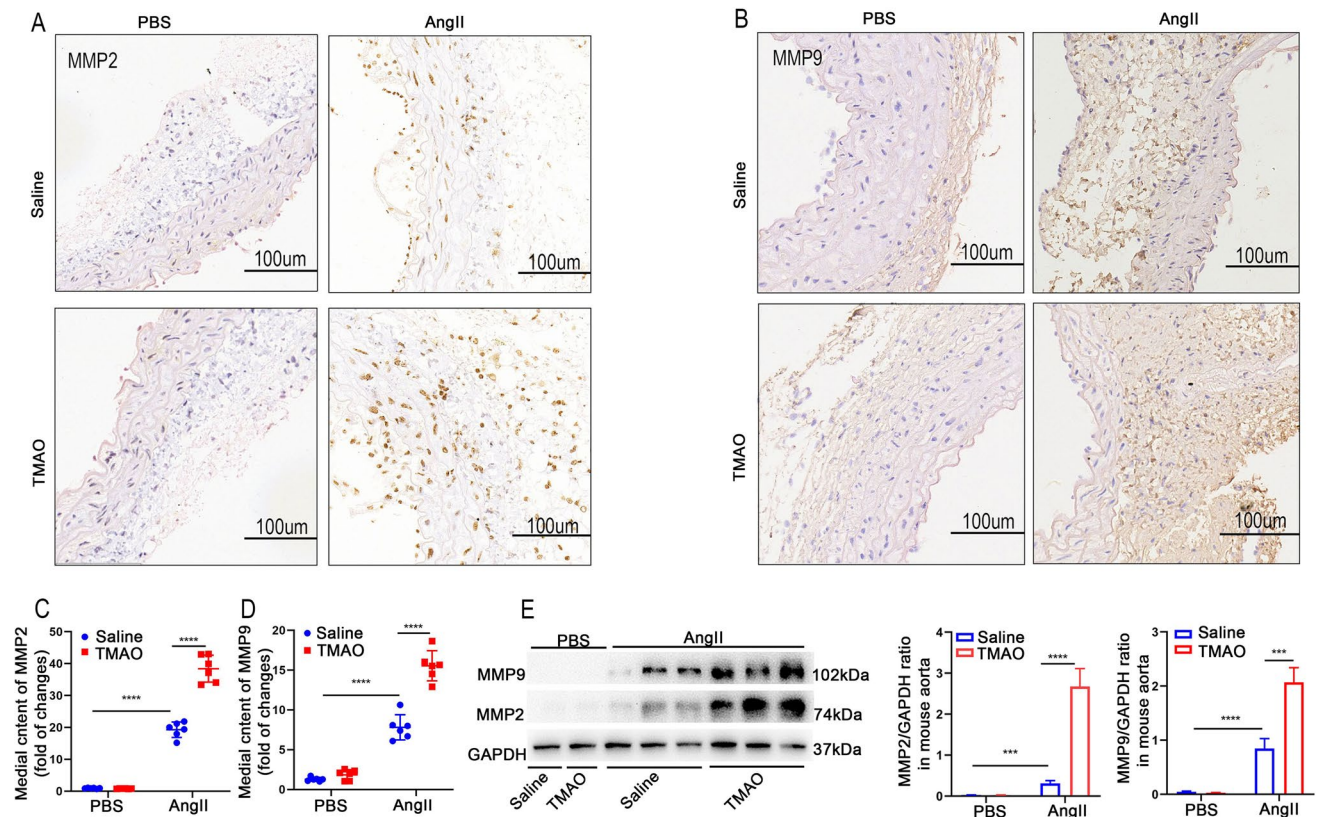 A
PBS
AngII
MMP2
Saline
100um
100um
TMAO
100um
100um
B
PBS
AngII
MMP9
Saline
100um
100um
TMAO
100um
100um
C
Medial content of MMP2
(fold of changes)
50
40
30
20
10
0
Saline
TMAO
****
****
PBS
AngII
D
Medial content of MMP9
(fold of changes)
20
15
10
5
0
Saline
TMAO
****
****
PBS
AngII
E
PBS
AngII
MMP9
102kDa
MMP2
74kDa
GAPDH
37kDa
Saline
TMAO
Saline
TMAO
MMP2/GAPDH ratio
in mouse aorta
4
3
2
1
0
Saline
TMAO
****
***
PBS
AngII
MMP9/GAPDH ratio
in mouse aorta
3
2
1
0
Saline
TMAO
***
****
PBS
AngII